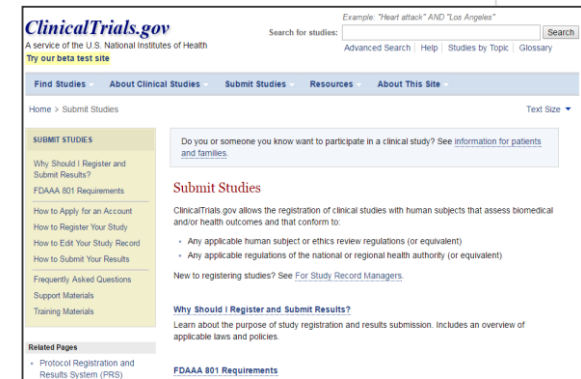 Example: "Heart attack" AND "Los Angeles"
ClinicalTrials.gov
Search for studies:
Search
A service of the U.S. National Institutes of Health
Advanced Search | Help | Studies by Topic | Glossary
Try our beta test site
Find Studies
About Clinical Studies
Submit Studies
Resources
About This Site
Home > Submit Studies
Text Size
SUBMIT STUDIES
Why Should I Register and
Submit Results?
FDAAA 801 Requirements
How to Apply for an Account
How to Register Your Study
How to Edit Your Study Record
How to Submit Your Results
Frequently Asked Questions
Support Materials
Training Materials
Related Pages
• Protocol Registration and
Results System (PRS)
Do you or someone you know want to participate in a clinical study? See information for patients
and families.
Submit Studies
ClinicalTrials.gov allows the registration of clinical studies with human subjects that assess biomedical
and/or health outcomes and that conform to:
• Any applicable human subject or ethics review regulations (or equivalent)
• Any applicable regulations of the national or regional health authority (or equivalent)
New to registering studies? See For Study Record Managers.
Why Should I Register and Submit Results?
Learn about the purpose of study registration and results submission. Includes an overview of
applicable laws and policies.
FDAAA 801 Requirements